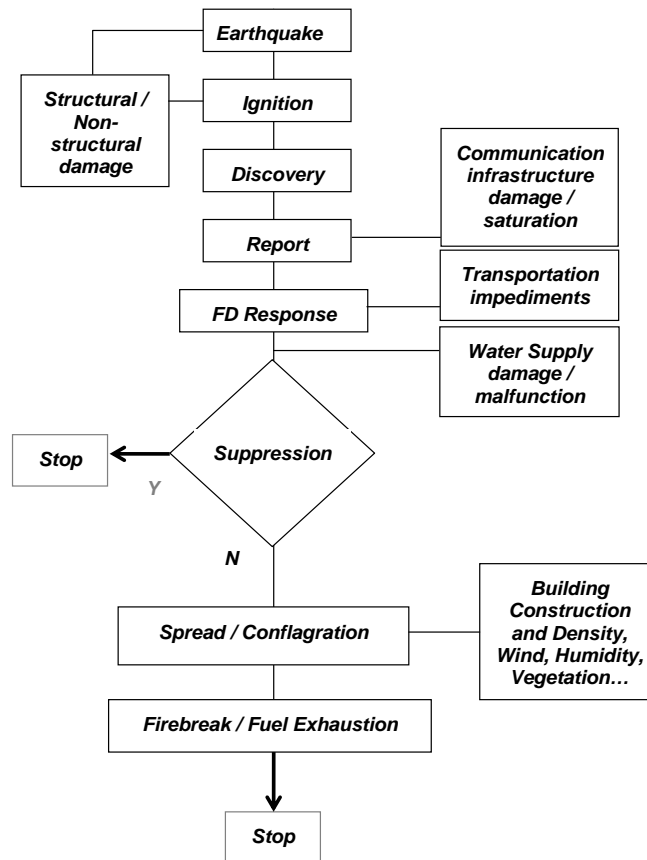 Earthquake
Structural /
Non-
structural
damage
Ignition
Discovery
Communication
infrastructure
damage /
saturation
Report
Transportation
impediments
FD Response
Water Supply
damage /
malfunction
Suppression
Stop
Y
N
Building
Construction
and Density,
Wind, Humidity,
Vegetation…
Spread / Conflagration
Firebreak / Fuel Exhaustion
Stop